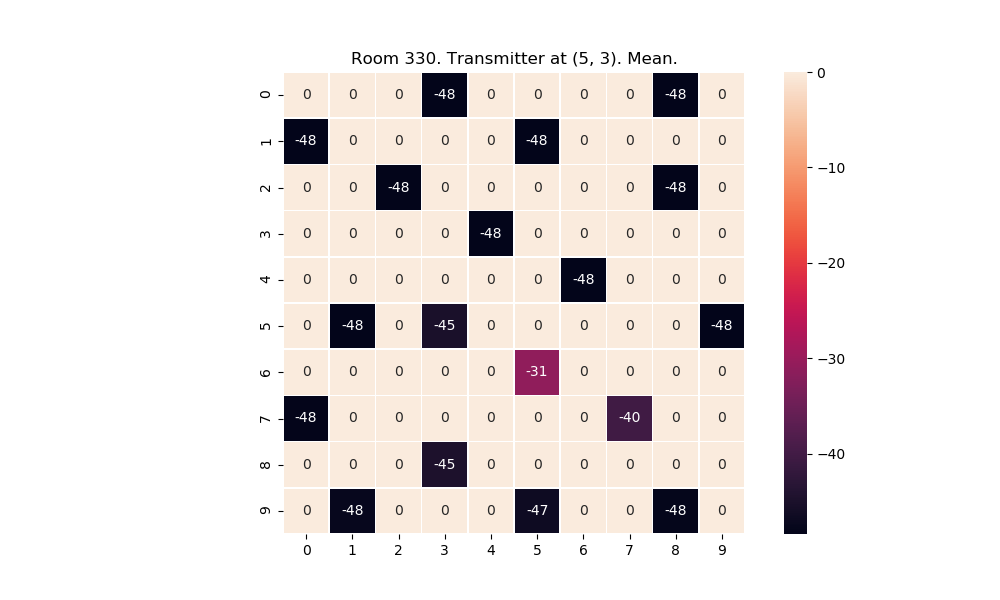 Room 330. Transmitter at (5, 3). Mean.
0 0 0 0 -48 0 0 0 0 -48 0
1 -48 0 0 0 0 -48 0 0 0 0
2 0 0 -48 0 0 0 0 0 -48 0
3 0 0 0 0 -48 0 0 0 0 0
4 0 0 0 0 0 0 -48 0 0 0
5 0 -48 0 -45 0 0 0 0 0 -48
6 0 0 0 0 0 -31 0 0 0 0
7 -48 0 0 0 0 0 0 -40 0 0
8 0 0 0 -45 0 0 0 0 0 0
9 0 -48 0 0 0 -47 0 0 -48 0
0 1 2 3 4 5 6 7 8 9
0
−10
−20
−30
−40